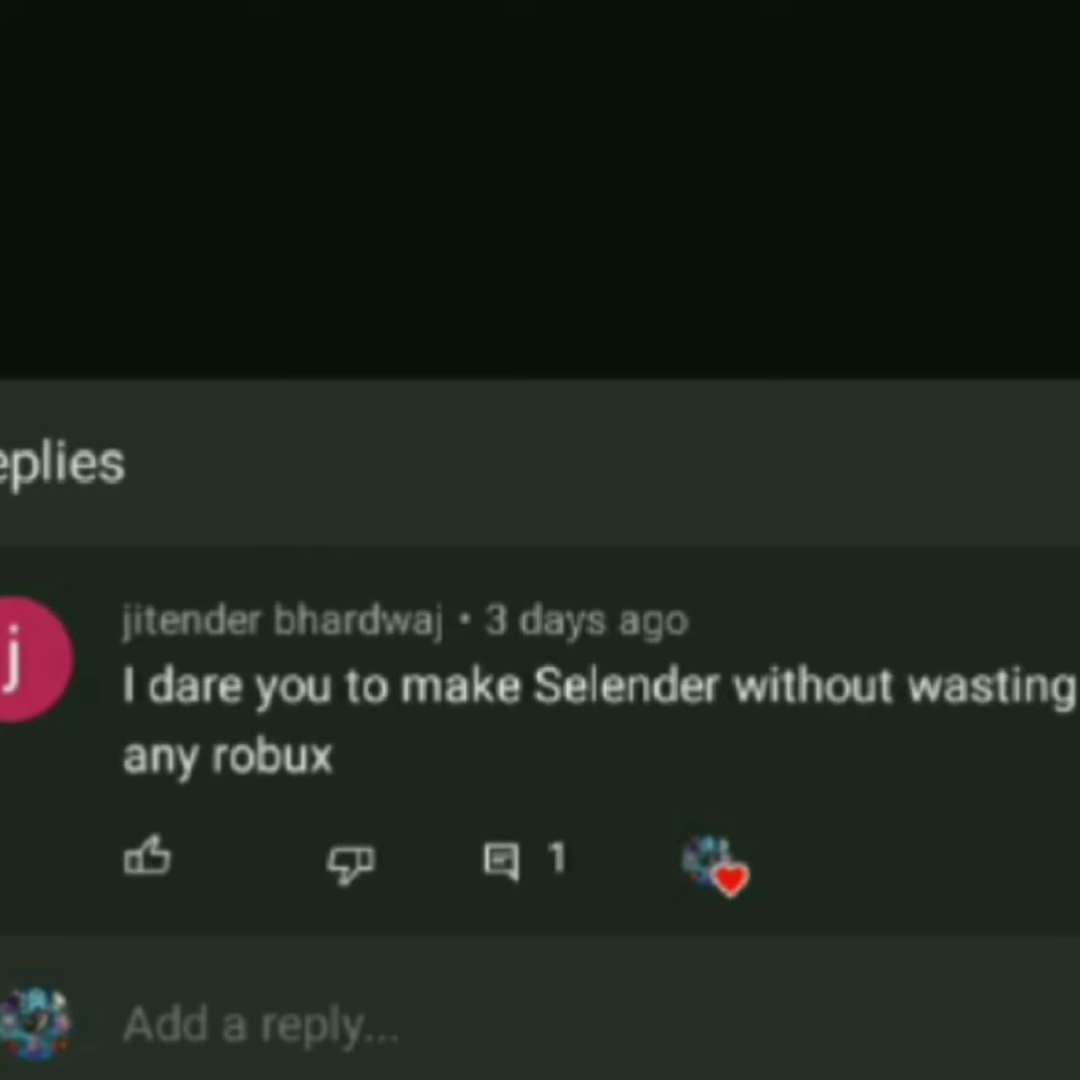 eplies
j
jitender bhardwaj • 3 days ago
I dare you to make Selender without wasting
any robux
1
Add a reply...